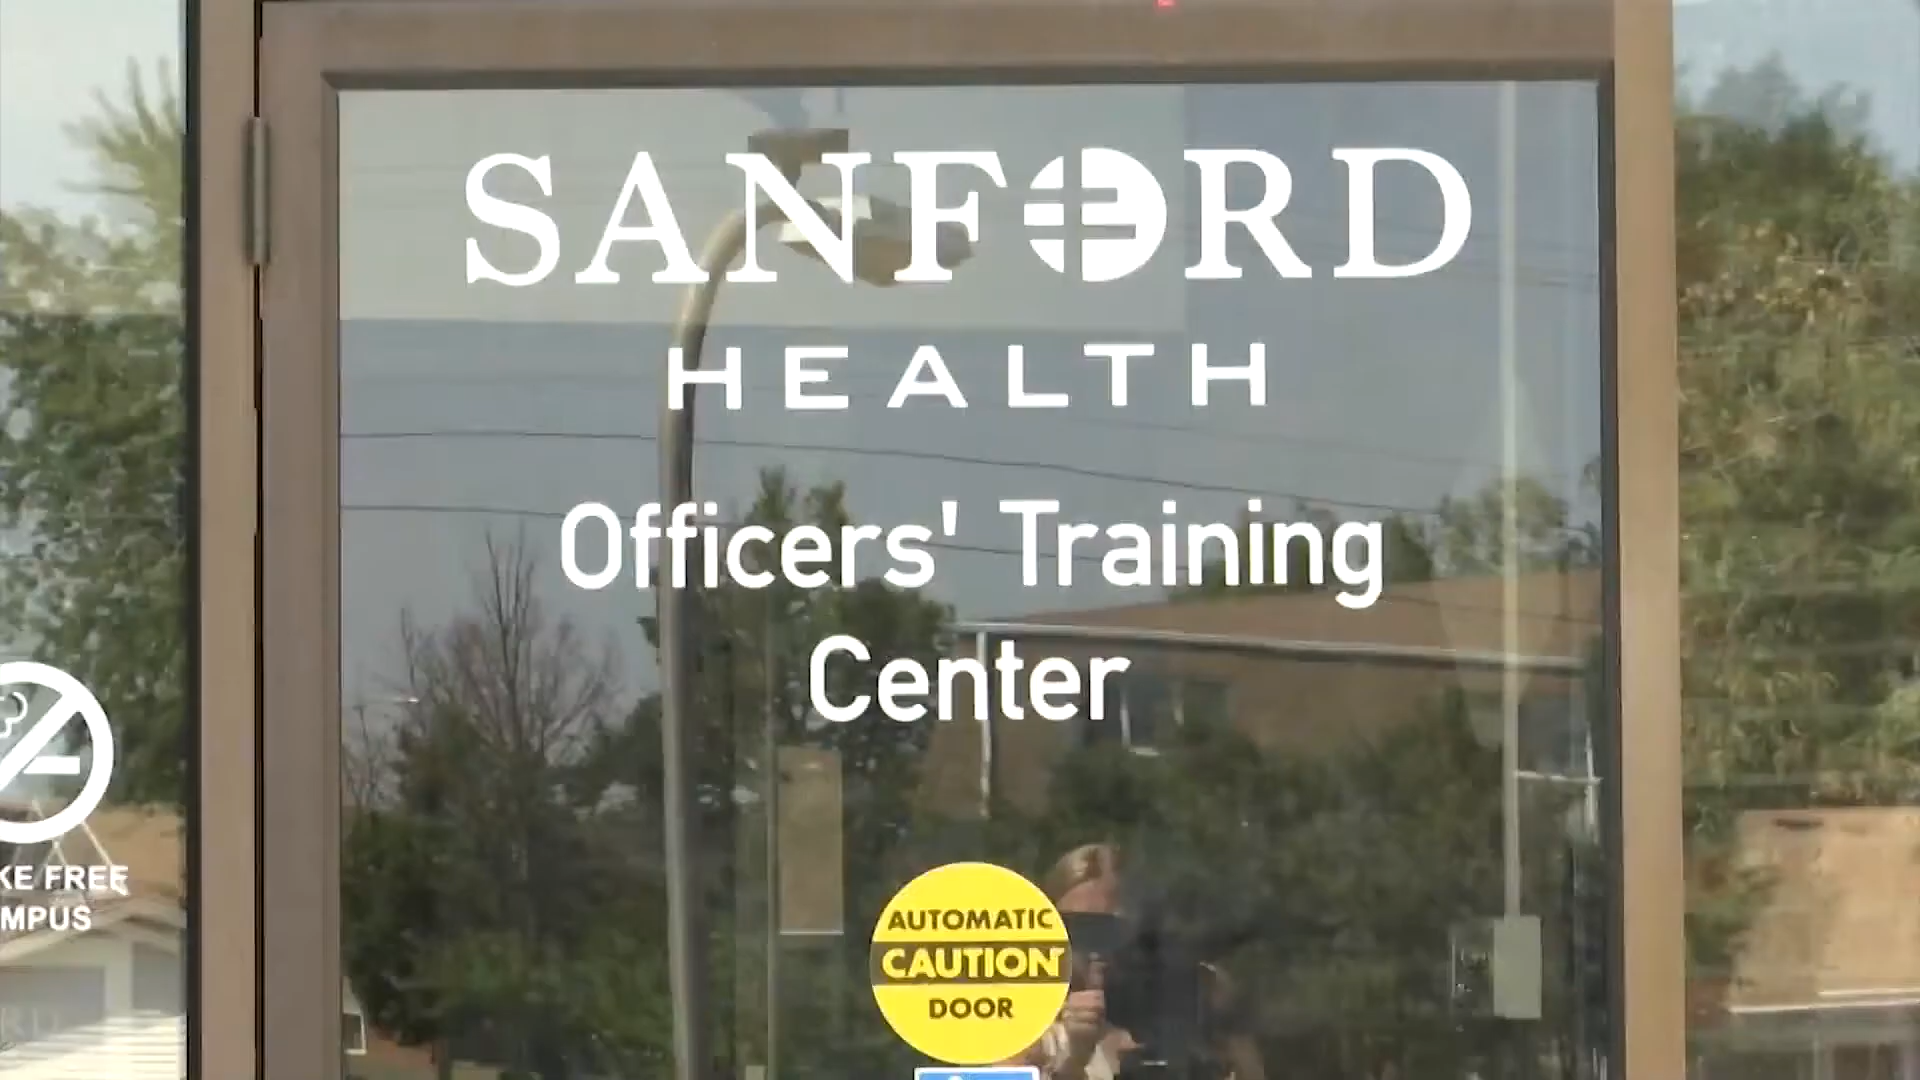 SANFORD
HEALTH
Officers' Training
Center
KE FREE
MPUS
AUTOMATIC
CAUTION
DOOR